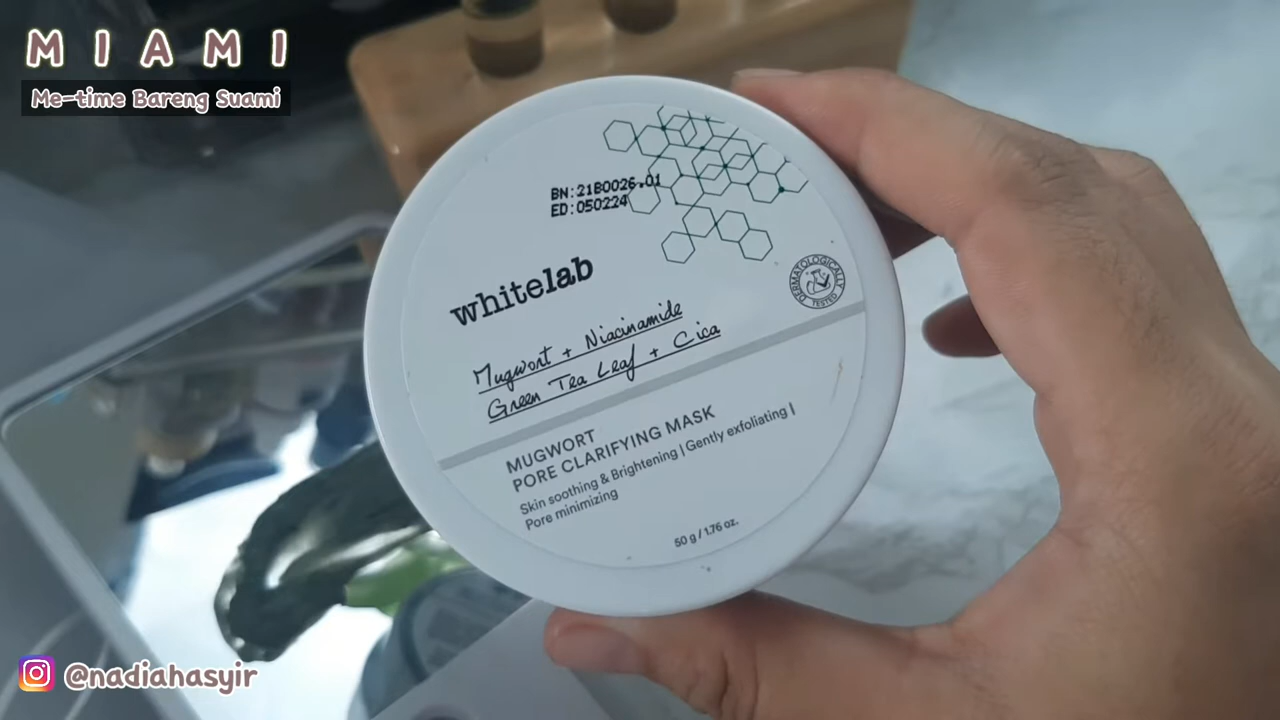 MIAMI
Me-time Bareng Suami
BN:21B0026.01
ED:050224
whitelab
DERMATOLOGICALLY
TESTED
Mugwort + Niacinamide
Green Tea Leaf + Cica
MUGWORT
PORE CLARIFYING MASK
Skin soothing & Brightening | Gently exfoliating |
Pore minimizing
50 g / 1.76 oz.
@nadiahasyir